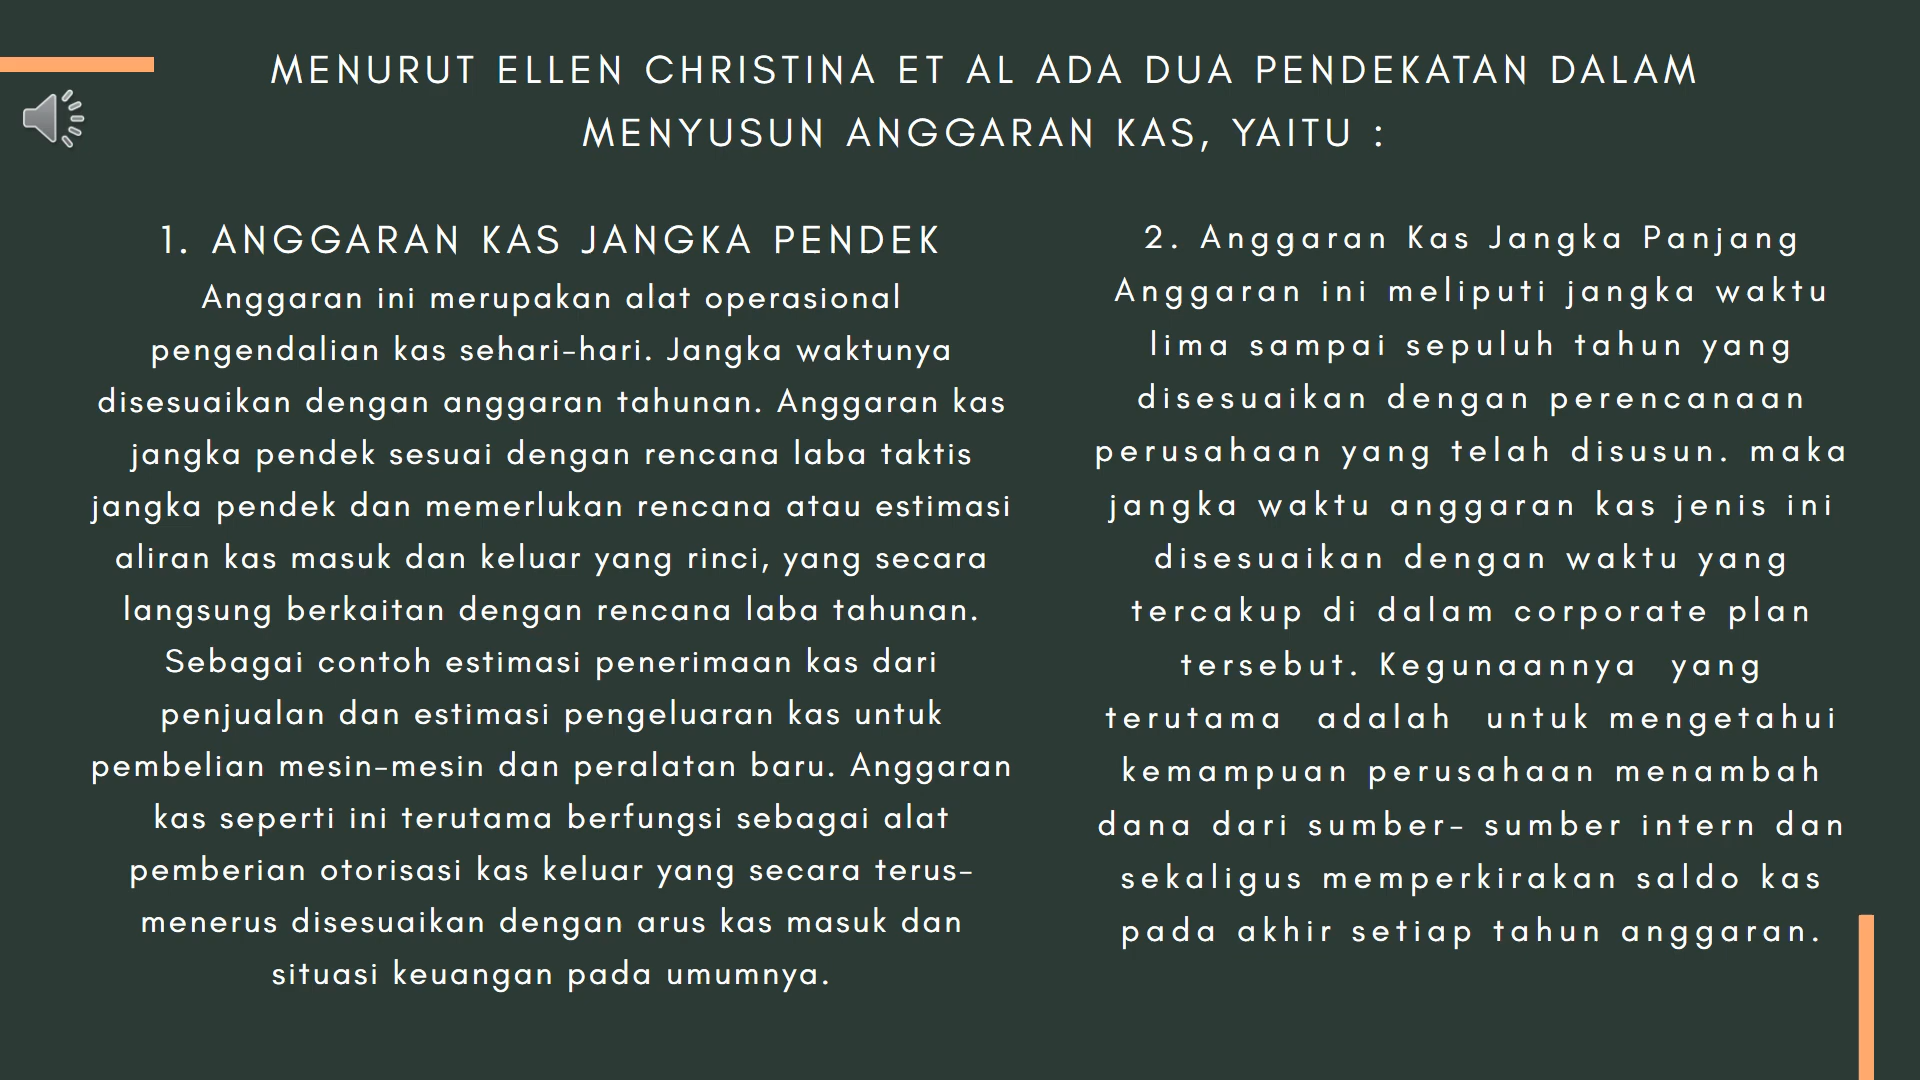 MENURUT ELLEN CHRISTINA ET AL ADA DUA PENDEKATAN DALAM
MENYUSUN ANGGARAN KAS, YAITU :
1. ANGGARAN KAS JANGKA PENDEK
Anggaran ini merupakan alat operasional
pengendalian kas sehari-hari. Jangka waktunya
disesuaikan dengan anggaran tahunan. Anggaran kas
jangka pendek sesuai dengan rencana laba taktis
jangka pendek dan memerlukan rencana atau estimasi
aliran kas masuk dan keluar yang rinci, yang secara
langsung berkaitan dengan rencana laba tahunan.
Sebagai contoh estimasi penerimaan kas dari
penjualan dan estimasi pengeluaran kas untuk
pembelian mesin-mesin dan peralatan baru. Anggaran
kas seperti ini terutama berfungsi sebagai alat
pemberian otorisasi kas keluar yang secara terus-
menerus disesuaikan dengan arus kas masuk dan
situasi keuangan pada umumnya.
2. Anggaran Kas Jangka Panjang
Anggaran ini meliputi jangka waktu
lima sampai sepuluh tahun yang
disesuaikan dengan perencanaan
perusahaan yang telah disusun. maka
jangka waktu anggaran kas jenis ini
disesuaikan dengan waktu yang
tercakup di dalam corporate plan
tersebut. Kegunaannya  yang
terutama  adalah  untuk mengetahui
kemampuan perusahaan menambah
dana dari sumber- sumber intern dan
sekaligus memperkirakan saldo kas
pada akhir setiap tahun anggaran.